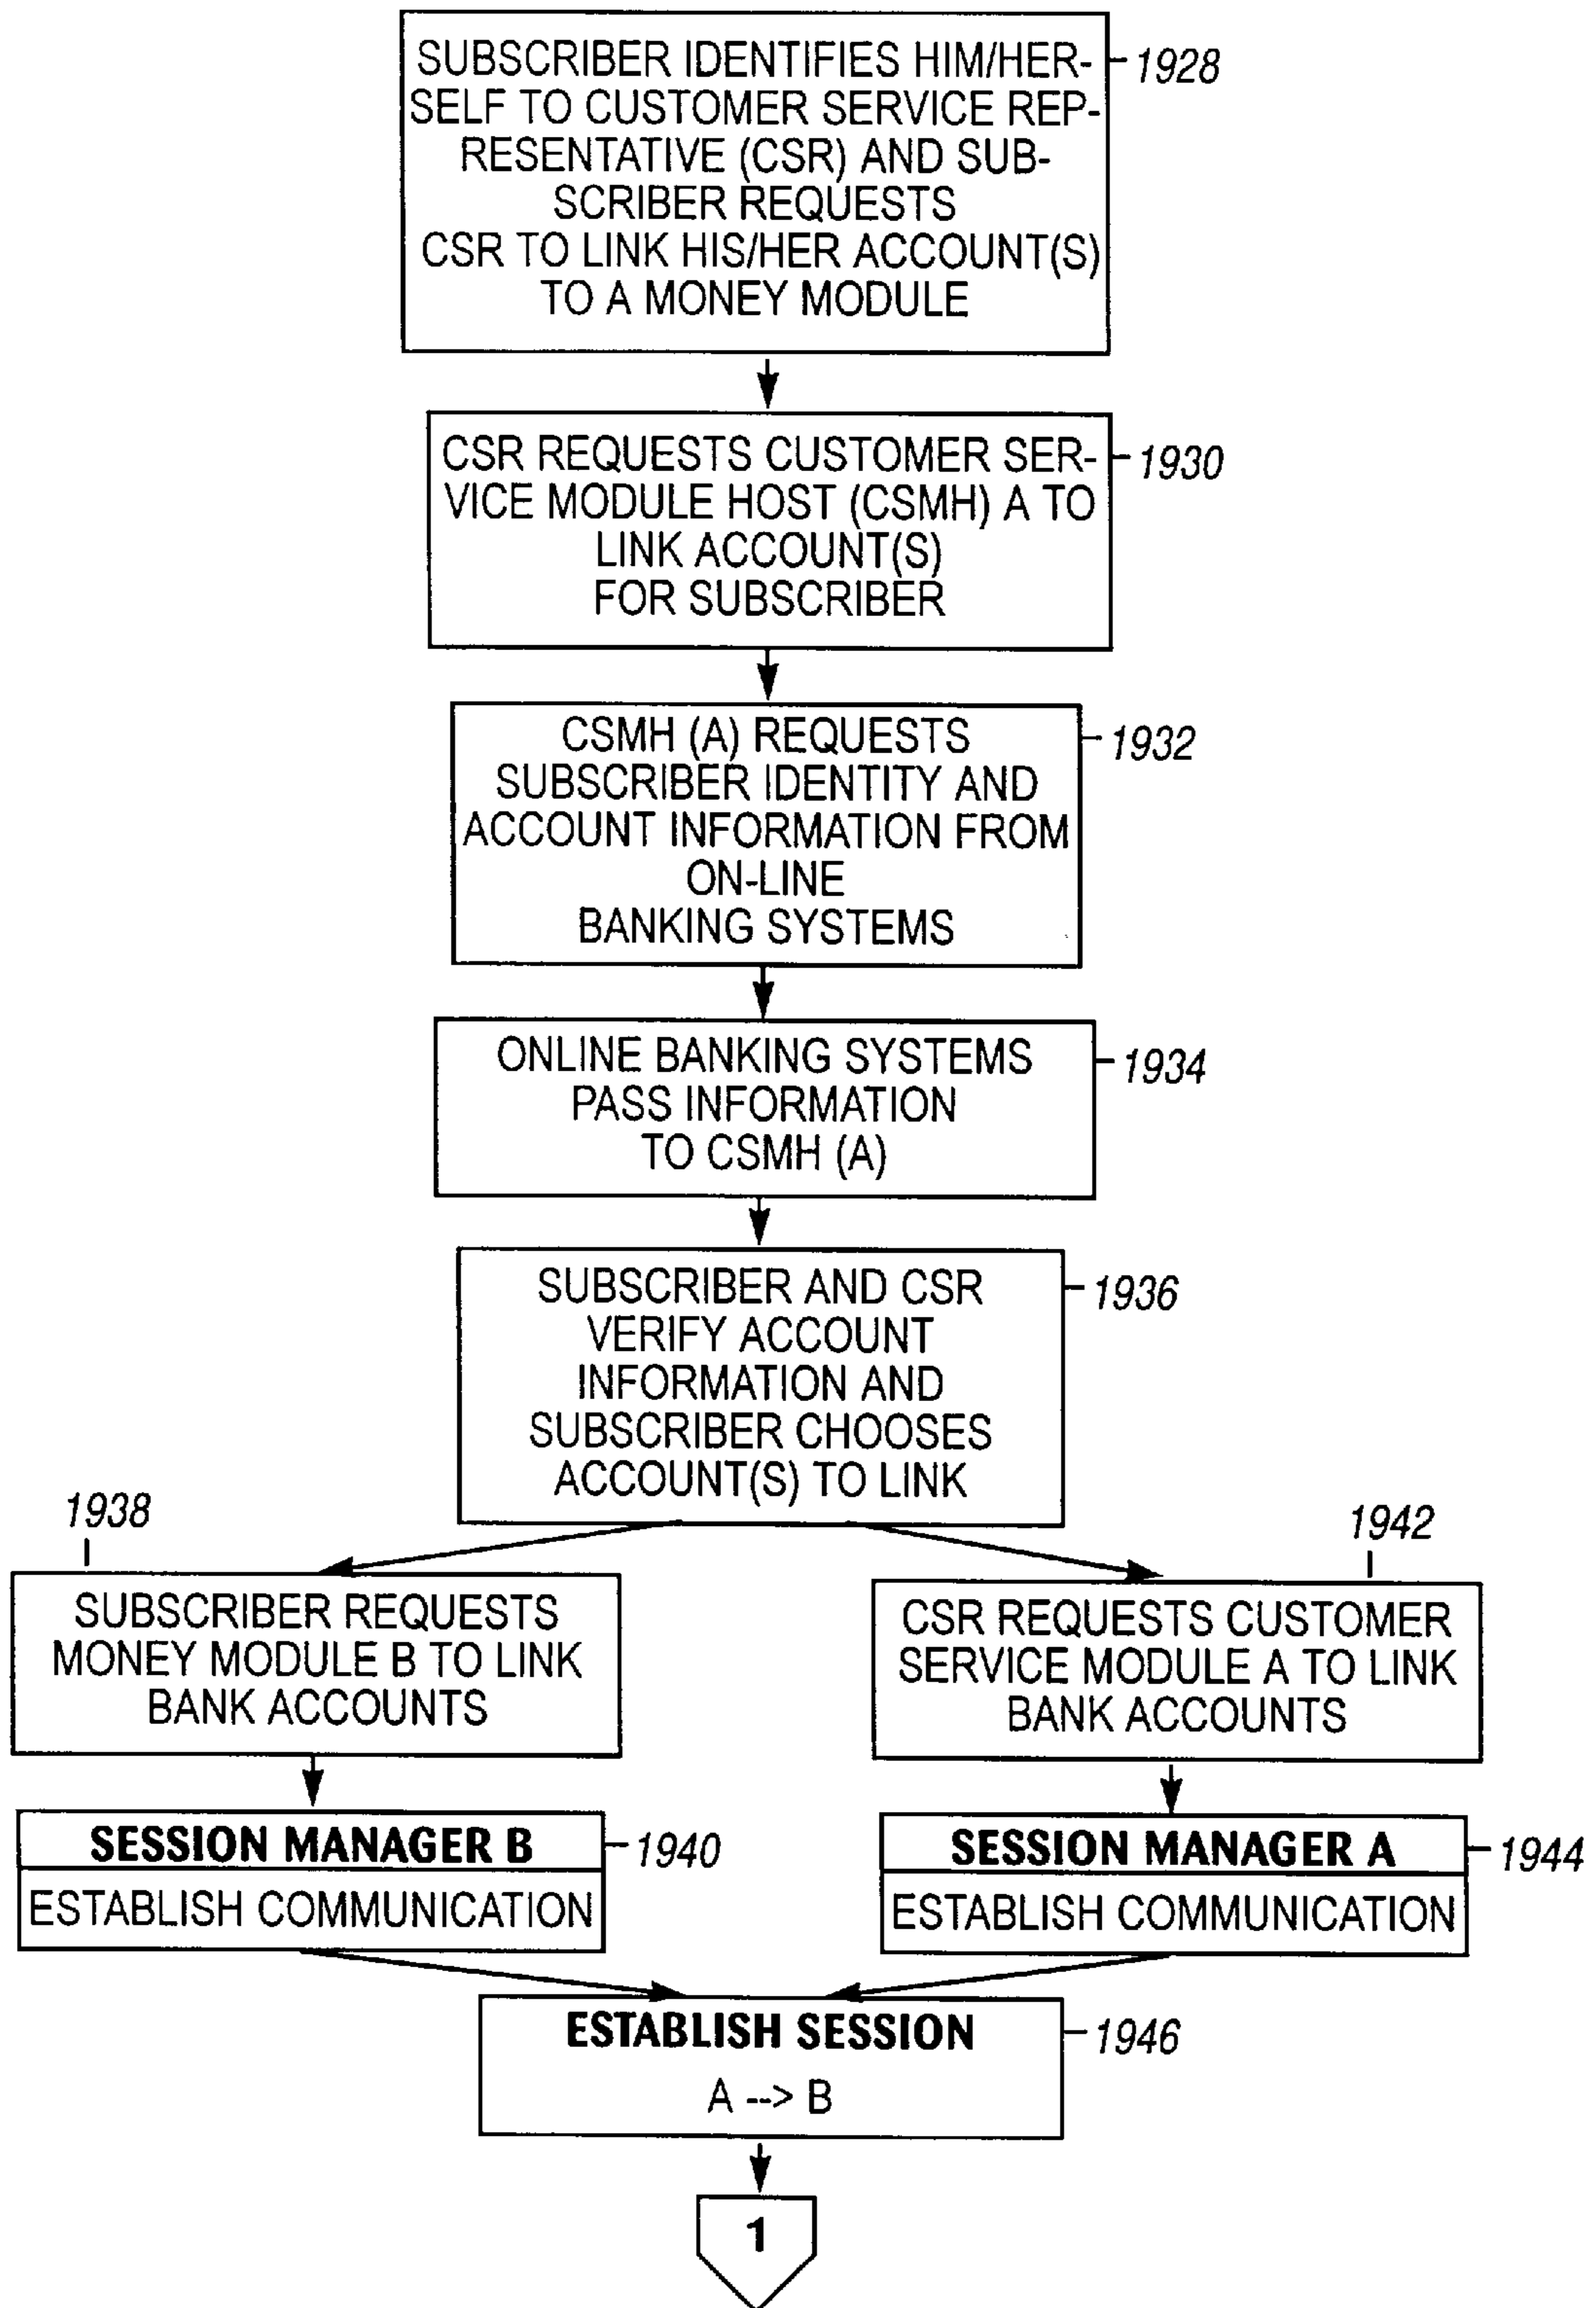 SUBSCRIBER IDENTIFIES HIM/HER-
SELF TO CUSTOMER SERVICE REP-
RESENTATIVE (CSR) AND SUB-
SCRIBER REQUESTS
CSR TO LINK HIS/HER ACCOUNT(S)
TO A MONEY MODULE
1928
CSR REQUESTS CUSTOMER SER-
VICE MODULE HOST (CSMH) A TO
LINK ACCOUNT(S)
FOR SUBSCRIBER
1930
CSMH (A) REQUESTS
SUBSCRIBER IDENTITY AND
ACCOUNT INFORMATION FROM
ON-LINE
BANKING SYSTEMS
1932
ONLINE BANKING SYSTEMS
PASS INFORMATION
TO CSMH (A)
1934
SUBSCRIBER AND CSR
VERIFY ACCOUNT
INFORMATION AND
SUBSCRIBER CHOOSES
ACCOUNT(S) TO LINK
1936
1938
SUBSCRIBER REQUESTS
MONEY MODULE B TO LINK
BANK ACCOUNTS
1942
CSR REQUESTS CUSTOMER
SERVICE MODULE A TO LINK
BANK ACCOUNTS
SESSION MANAGER B
1940
ESTABLISH COMMUNICATION
SESSION MANAGER A
1944
ESTABLISH COMMUNICATION
ESTABLISH SESSION
1946
A --> B
1